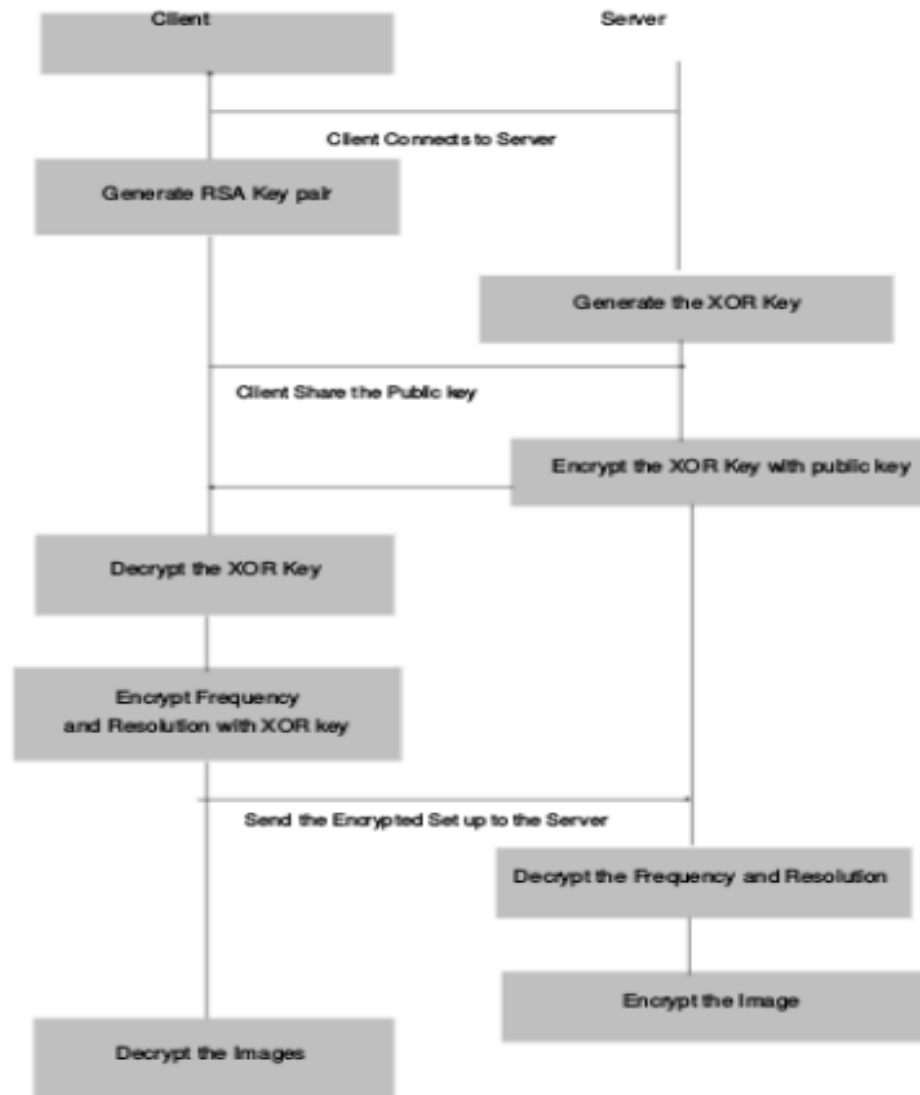 Client
Server
Client Connects to Server
Generate RSA Key pair
Generate the XOR Key
Client Share the Public key
Encrypt the XOR Key with public key
Decrypt the XOR Key
Encrypt Frequency
and Resolution with XOR key
Send the Encrypted Set up to the Server
Decrypt the Frequency and Resolution
Encrypt the Image
Decrypt the Images